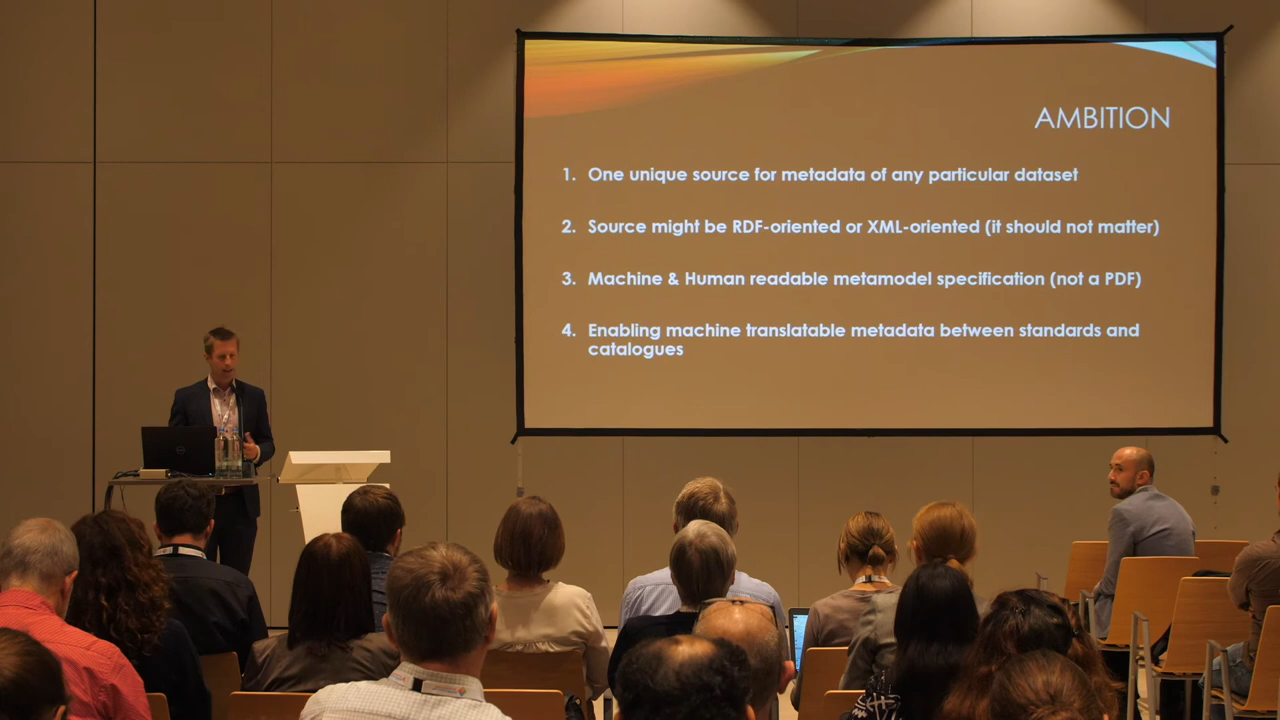 AMBITION
1. One unique source for metadata of any particular dataset
2. Source might be RDF-oriented or XML-oriented (it should not matter)
3. Machine & Human readable metamodel specification (not a PDF)
4. Enabling machine translatable metadata between standards and
catalogues